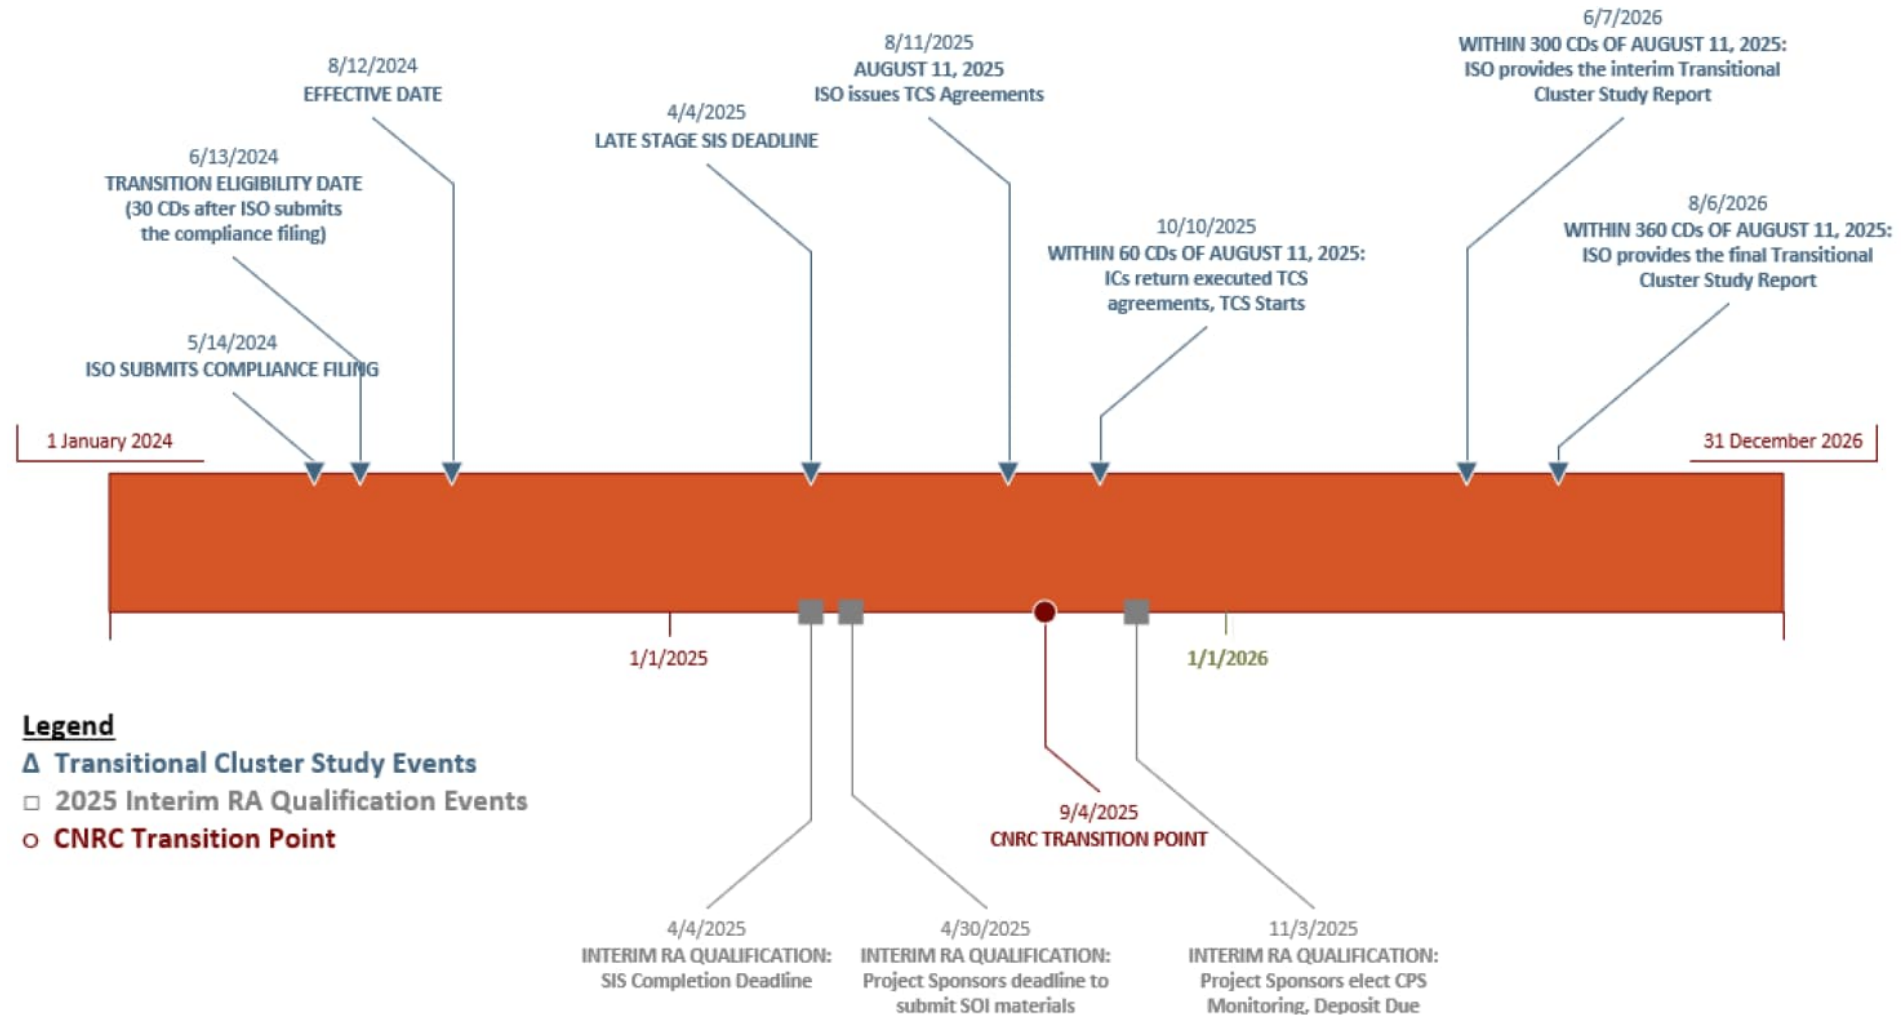 6/7/2026
WITHIN 300 CDs OF AUGUST 11, 2025:
ISO provides the interim Transitional
Cluster Study Report
8/11/2025
AUGUST 11, 2025
ISO issues TCS Agreements
8/12/2024
EFFECTIVE DATE
4/4/2025
LATE STAGE SIS DEADLINE
6/13/2024
TRANSITION ELIGIBILITY DATE
(30 CDs after ISO submits
the compliance filing)
8/6/2026
WITHIN 360 CDs OF AUGUST 11, 2025:
ISO provides the final Transitional
Cluster Study Report
10/10/2025
WITHIN 60 CDs OF AUGUST 11, 2025:
ICs return executed TCS
agreements, TCS Starts
5/14/2024
ISO SUBMITS COMPLIANCE FILING
1 January 2024
31 December 2026
1/1/2025
1/1/2026
Legend
Δ Transitional Cluster Study Events
□ 2025 Interim RA Qualification Events
o CNRC Transition Point
9/4/2025
CNRC TRANSITION POINT
4/4/2025
INTERIM RA QUALIFICATION:
SIS Completion Deadline
4/30/2025
INTERIM RA QUALIFICATION:
Project Sponsors deadline to
submit SOI materials
11/3/2025
INTERIM RA QUALIFICATION:
Project Sponsors elect CPS
Monitoring, Deposit Due